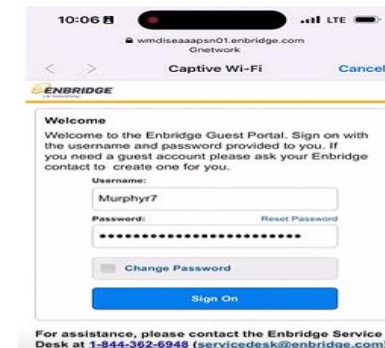 10:06
LTE
wmdiseaaapsn01.enbridge.com
Gnetwork
Captive Wi-Fi
Cancel
ENBRIDGE
Welcome
Welcome to the Enbridge Guest Portal. Sign on with
the username and password provided to you. If
you need a guest account please ask your Enbridge
contact to create one for you.
Username:
Murphyr7
Password:
Reset Password
Change Password
Sign On
For assistance, please contact the Enbridge Service
Desk at 1-844-362-6948 (servicedesk@enbridge.com)